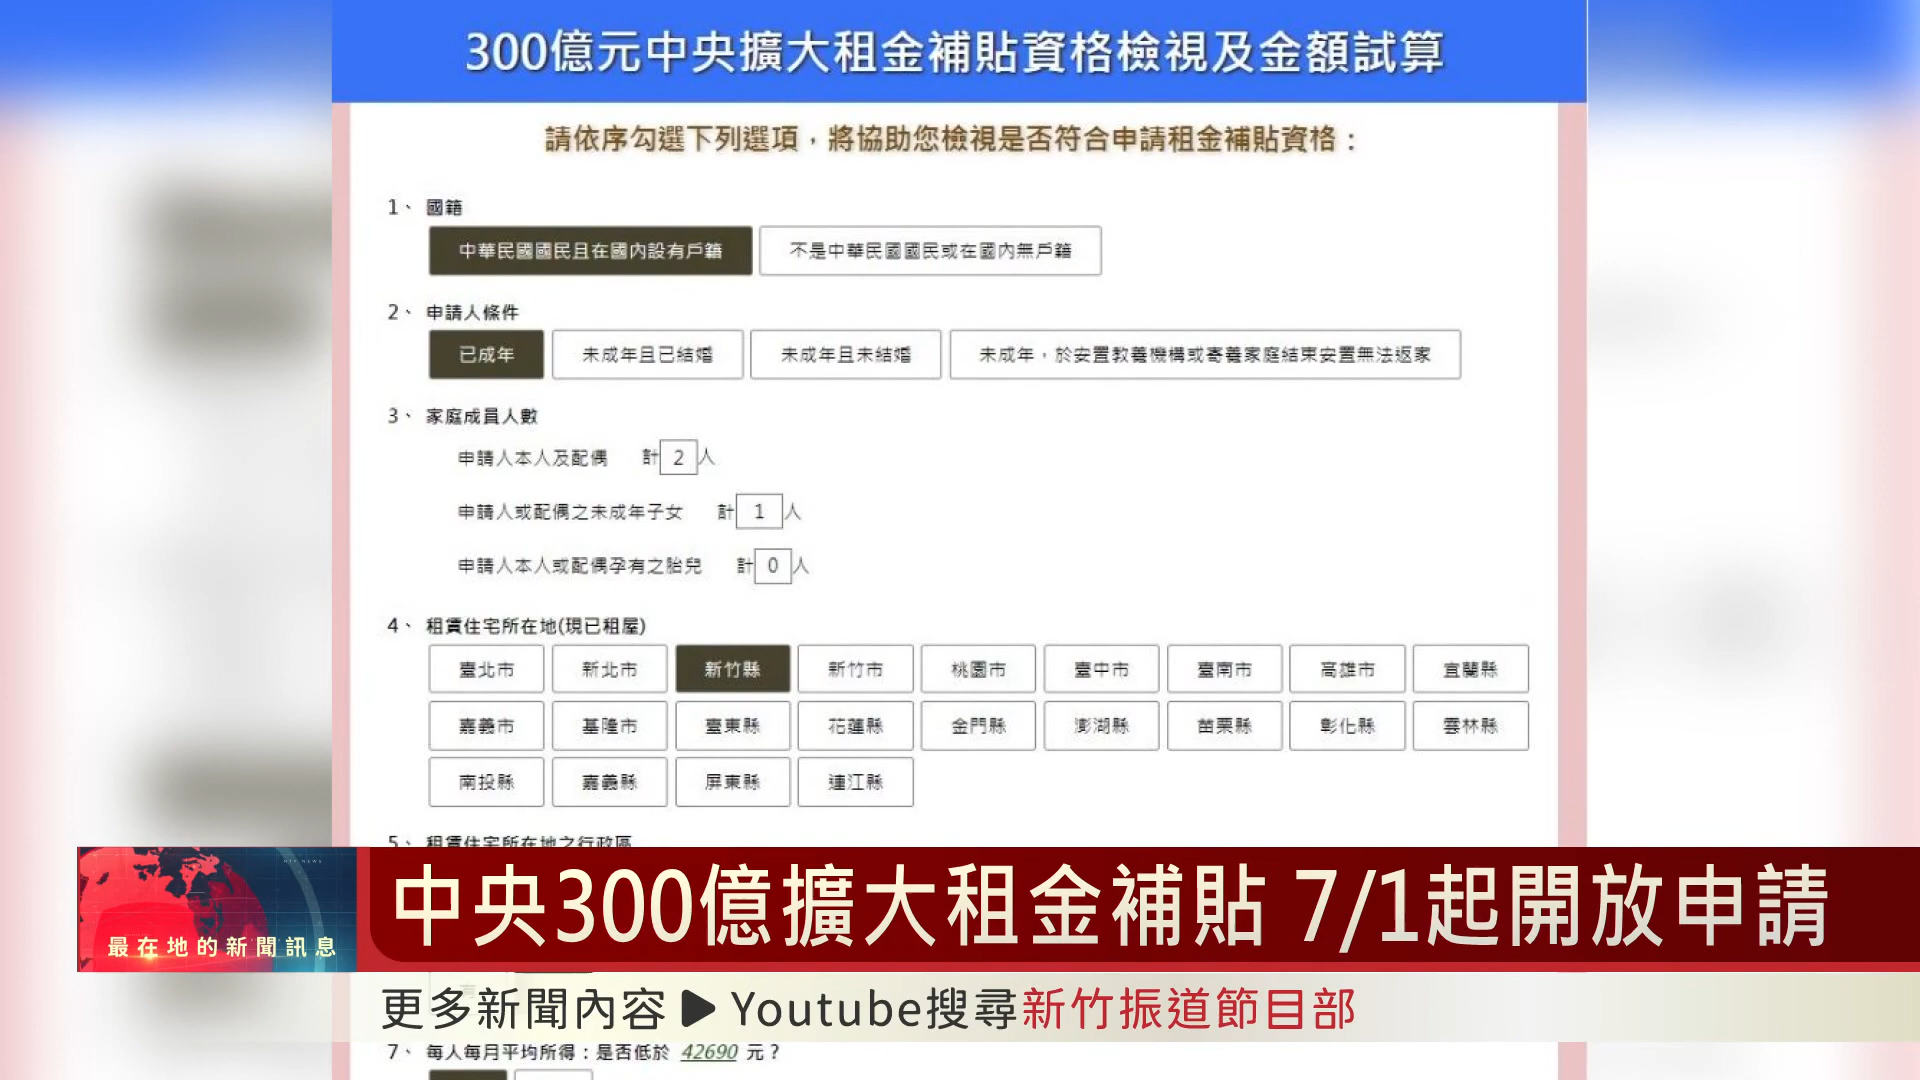 300億元中央擴大租金補貼資格檢視及金額試算
請依序勾選下列選項，將協助您檢視是否符合申請租金補貼資格：
1、 國籍
中華民國國民且在國內設有戶籍 不是中華民國國民或在國內無戶籍
2、 申請人條件
已成年 未成年且已結婚 未成年且未結婚 未成年，於安置教養機構或寄養家庭結束安置無法返家
3、 家庭成員人數
申請人本人及配偶 計 2 人
申請人或配偶之未成年子女 計 1 人
申請人本人或配偶孕有之胎兒 計 0 人
4、 租賃住宅所在地(現已租屋)
臺北市 新北市 新竹縣 新竹市 桃園市 臺中市 臺南市 高雄市 宜蘭縣
嘉義市 基隆市 臺東縣 花蓮縣 金門縣 澎湖縣 苗栗縣 彰化縣 雲林縣
南投縣 嘉義縣 屏東縣 連江縣
5、 租賃住宅所在地之行政區
最在地的新聞訊息
中央300億擴大租金補貼 7/1起開放申請
更多新聞內容▶Youtube搜尋新竹振道節目部
7、 每人每月平均所得：是否低於 42690 元？